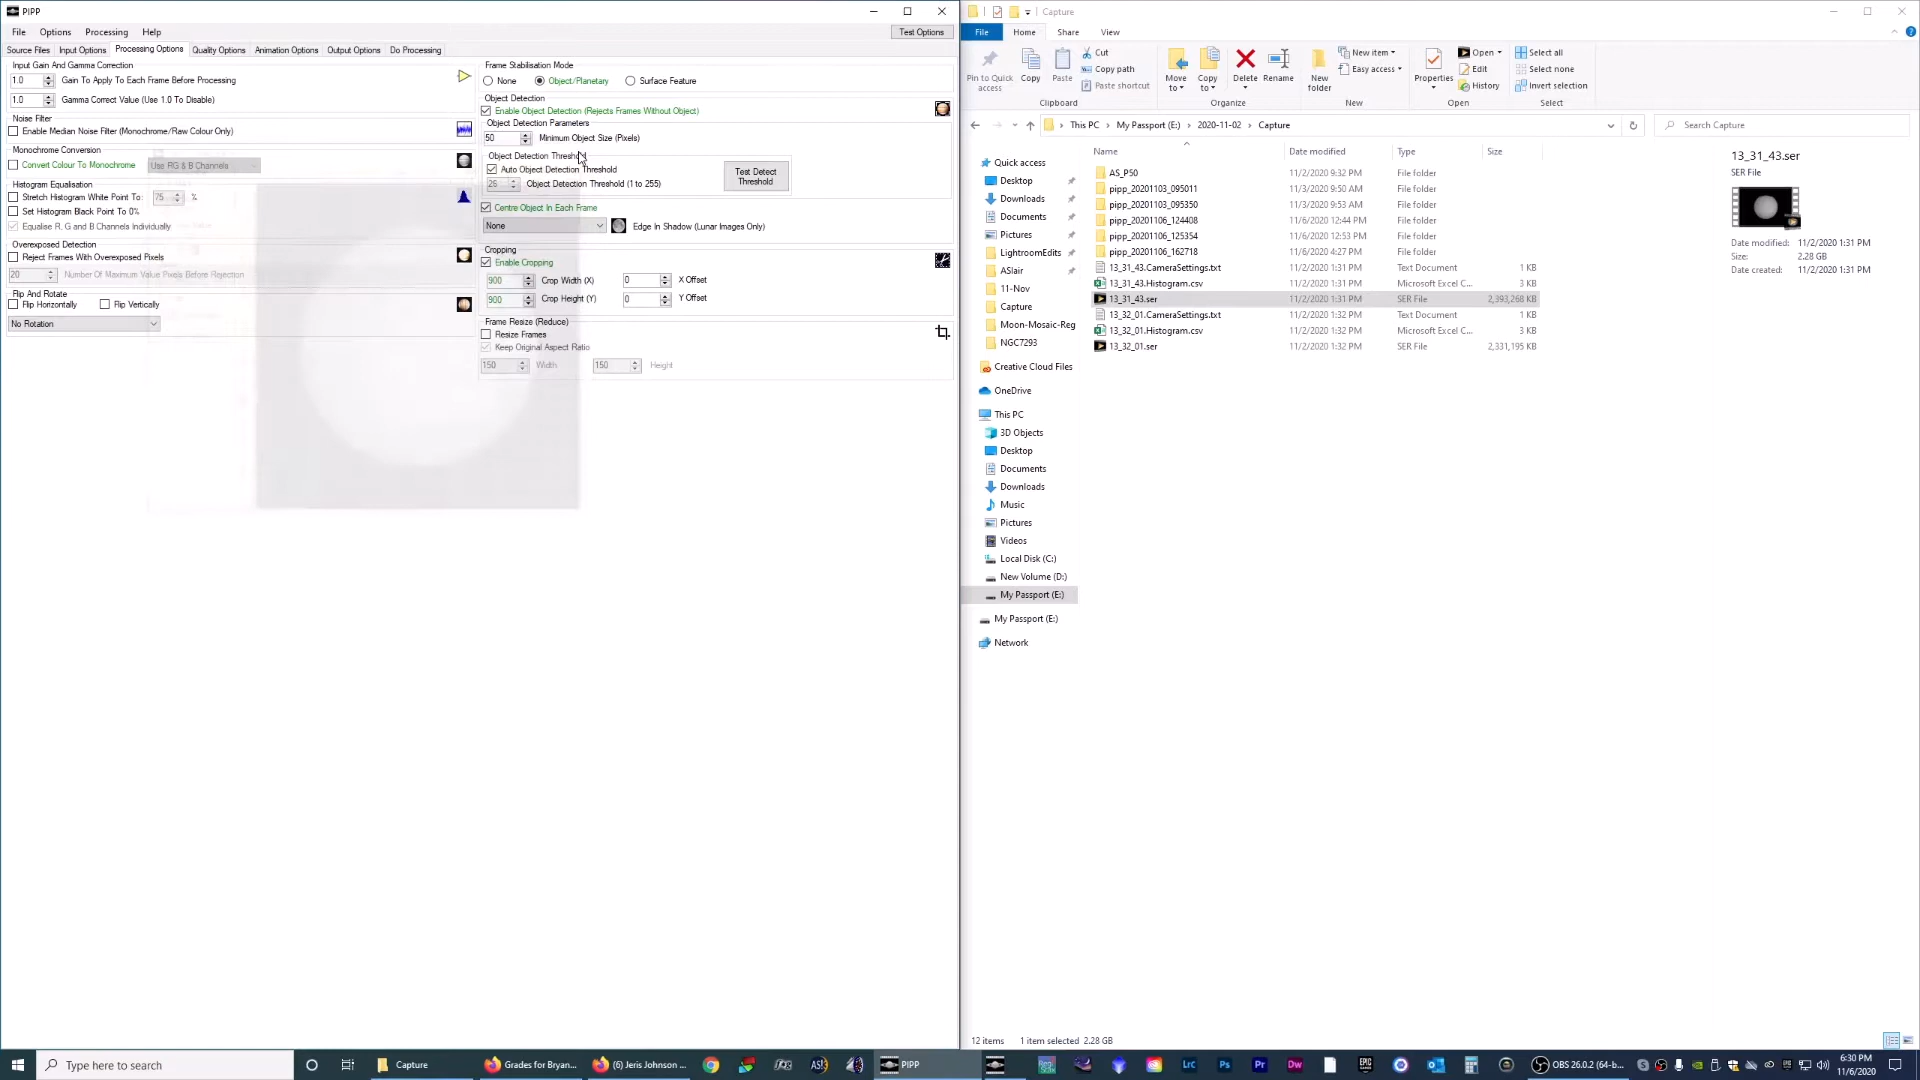 PIPP
File Options Processing Help
Test Options
Source Files Input Options Processing Options Quality Options Animation Options Output Options Do Processing
Input Gain And Gamma Correction
1.0 Gain To Apply To Each Frame Before Processing
1.0 Gamma Correct Value (Use 1.0 To Disable)
Noise Filter
Enable Median Noise Filter (Monochrome/Raw Colour Only)
Monochrome Conversion
Convert Colour To Monochrome Use RG & B Channels
Histogram Equalisation
Stretch Histogram White Point To: 75 %
Set Histogram Black Point To 0%
Equalise R, G and B Channels Individually
Overexposed Detection
Reject Frames With Overexposed Pixels
20 Number Of Maximum Value Pixels Before Rejection
Flip And Rotate
Flip Horizontally Flip Vertically
No Rotation
Frame Stabilisation Mode
None Object/Planetary Surface Feature
Object Detection
Enable Object Detection (Rejects Frames Without Object)
Object Detection Parameters
50 Minimum Object Size (Pixels)
Object Detection Threshold
Auto Object Detection Threshold
26 Object Detection Threshold (1 to 255)
Test Detect
Threshold
Centre Object In Each Frame
None Edge In Shadow (Lunar Images Only)
Cropping
Enable Cropping
900 Crop Width (X) 0 X Offset
900 Crop Height (Y) 0 Y Offset
Frame Resize (Reduce)
Resize Frames
Keep Original Aspect Ratio
150 Width 150 Height
Capture
File Home Share View
Pin to Quick access
Copy
Paste
Cut
Copy path
Paste shortcut
Clipboard
Move to
Copy to
Delete
Rename
Organize
New folder
New item
Easy access
New
Properties
Open
Edit
History
Open
Select all
Select none
Invert selection
Select
This PC My Passport (E:) 2020-11-02 Capture
Search Capture
Quick access
Desktop
Downloads
Documents
Pictures
LightroomEdits
ASIair
11-Nov
Capture
Moon-Mosaic-Reg
NGC7293
Creative Cloud Files
OneDrive
This PC
3D Objects
Desktop
Documents
Downloads
Music
Pictures
Videos
Local Disk (C:)
New Volume (D:)
My Passport (E:)
My Passport (E:)
Network
Name Date modified Type Size
AS_P50 11/2/2020 9:32 PM File folder
pipp_20201103_095011 11/3/2020 9:50 AM File folder
pipp_20201103_095350 11/3/2020 9:53 AM File folder
pipp_20201106_124408 11/6/2020 12:44 PM File folder
pipp_20201106_125354 11/6/2020 12:53 PM File folder
pipp_20201106_162718 11/6/2020 4:27 PM File folder
13_31_43.CameraSettings.txt 11/2/2020 1:31 PM Text Document 1 KB
13_31_43.Histogram.csv 11/2/2020 1:31 PM Microsoft Excel C... 3 KB
13_31_43.ser 11/2/2020 1:31 PM SER File 2,393,268 KB
13_32_01.CameraSettings.txt 11/2/2020 1:32 PM Text Document 1 KB
13_32_01.Histogram.csv 11/2/2020 1:32 PM Microsoft Excel C... 3 KB
13_32_01.ser 11/2/2020 1:32 PM SER File 2,331,195 KB
13_31_43.ser
SER File
Date modified: 11/2/2020 1:31 PM
Size: 2.28 GB
Date created: 11/2/2020 1:31 PM
12 items 1 item selected 2.28 GB
Type here to search
Capture
Grades for Bryan...
(6) Jeris Johnson ...
AS!
PIPP
LrC
Ps
Pr
Dw
OBS 26.0.2 (64-b...
6:30 PM
11/6/2020